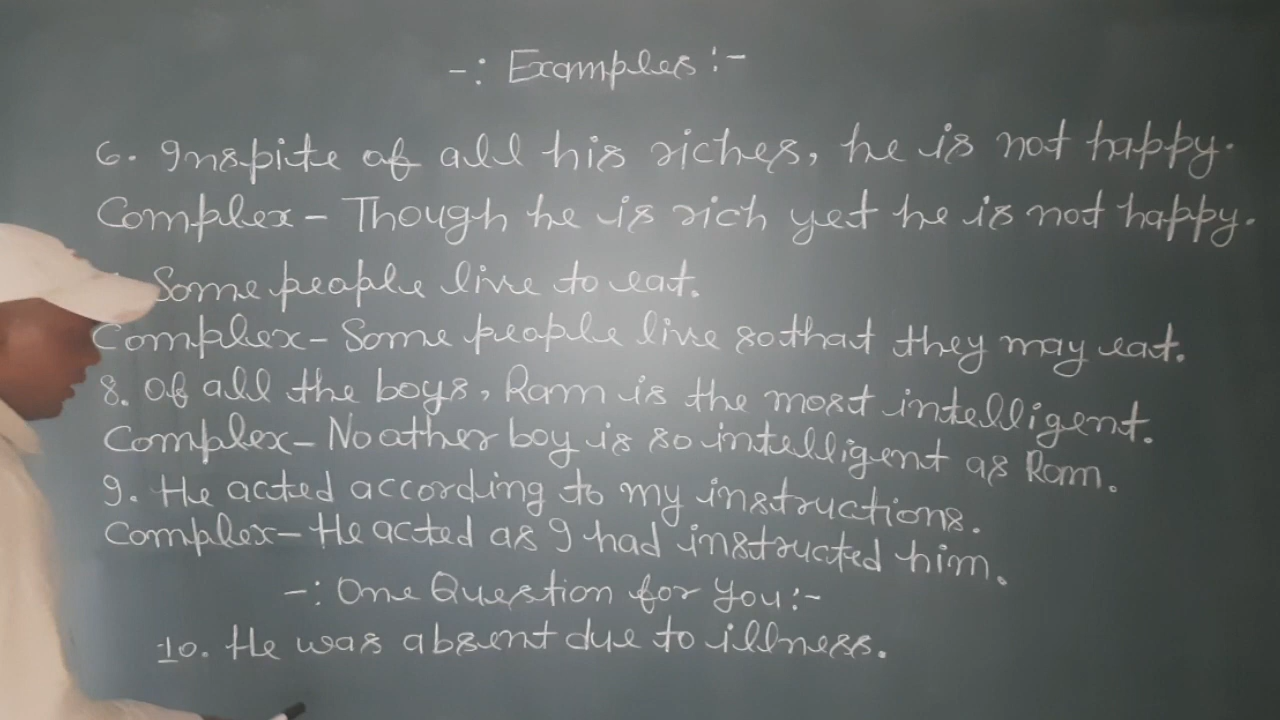 -: Examples :-
6. Inspite of all his riches, he is not happy.
Complex - Though he is rich yet he is not happy.
Some people live to eat.
Complex - Some people live so that they may eat.
8. Of all the boys, Ram is the most intelligent.
Complex - No other boy is so intelligent as Ram.
9. He acted according to my instructions.
Complex - He acted as I had instructed him.
-: One Question for You :-
10. He was absent due to illness.